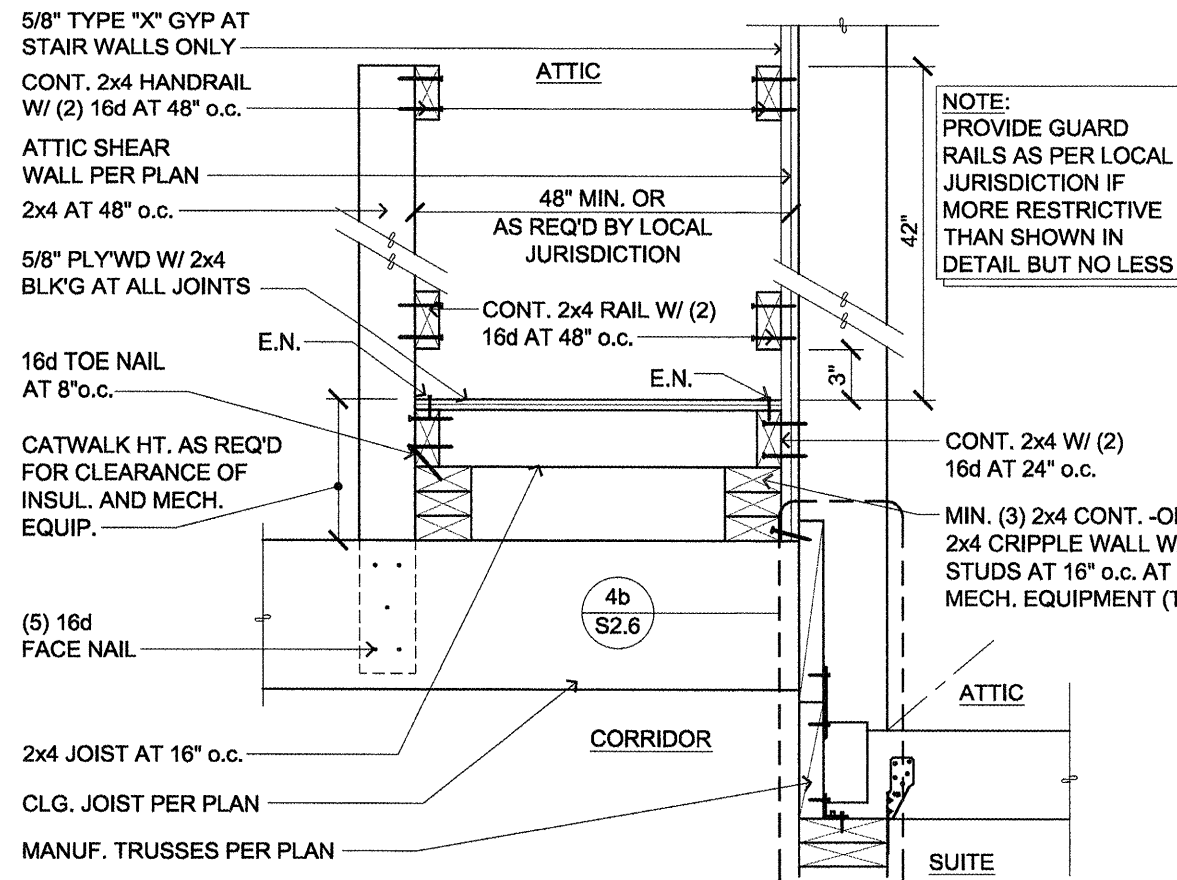 5/8" TYPE "X" GYP AT
STAIR WALLS ONLY
CONT. 2x4 HANDRAIL
W/ (2) 16d AT 48" o.c.
ATTIC SHEAR
WALL PER PLAN
2x4 AT 48" o.c.
5/8" PLY'WD W/ 2x4
BLK'G AT ALL JOINTS
16d TOE NAIL
AT 8"o.c.
CATWALK HT. AS REQ'D
FOR CLEARANCE OF
INSUL. AND MECH.
EQUIP.
(5) 16d
FACE NAIL
2x4 JOIST AT 16" o.c.
CLG. JOIST PER PLAN
MANUF. TRUSSES PER PLAN
ATTIC
48" MIN. OR
AS REQ'D BY LOCAL
JURISDICTION
CONT. 2x4 RAIL W/ (2)
16d AT 48" o.c.
E.N.
E.N.
4b
S2.6
CORRIDOR
42"
3"
NOTE:
PROVIDE GUARD
RAILS AS PER LOCAL
JURISDICTION IF
MORE RESTRICTIVE
THAN SHOWN IN
DETAIL BUT NO LESS
CONT. 2x4 W/ (2)
16d AT 24" o.c.
MIN. (3) 2x4 CONT. -OR
2x4 CRIPPLE WALL W
STUDS AT 16" o.c. AT
MECH. EQUIPMENT (T
ATTIC
SUITE